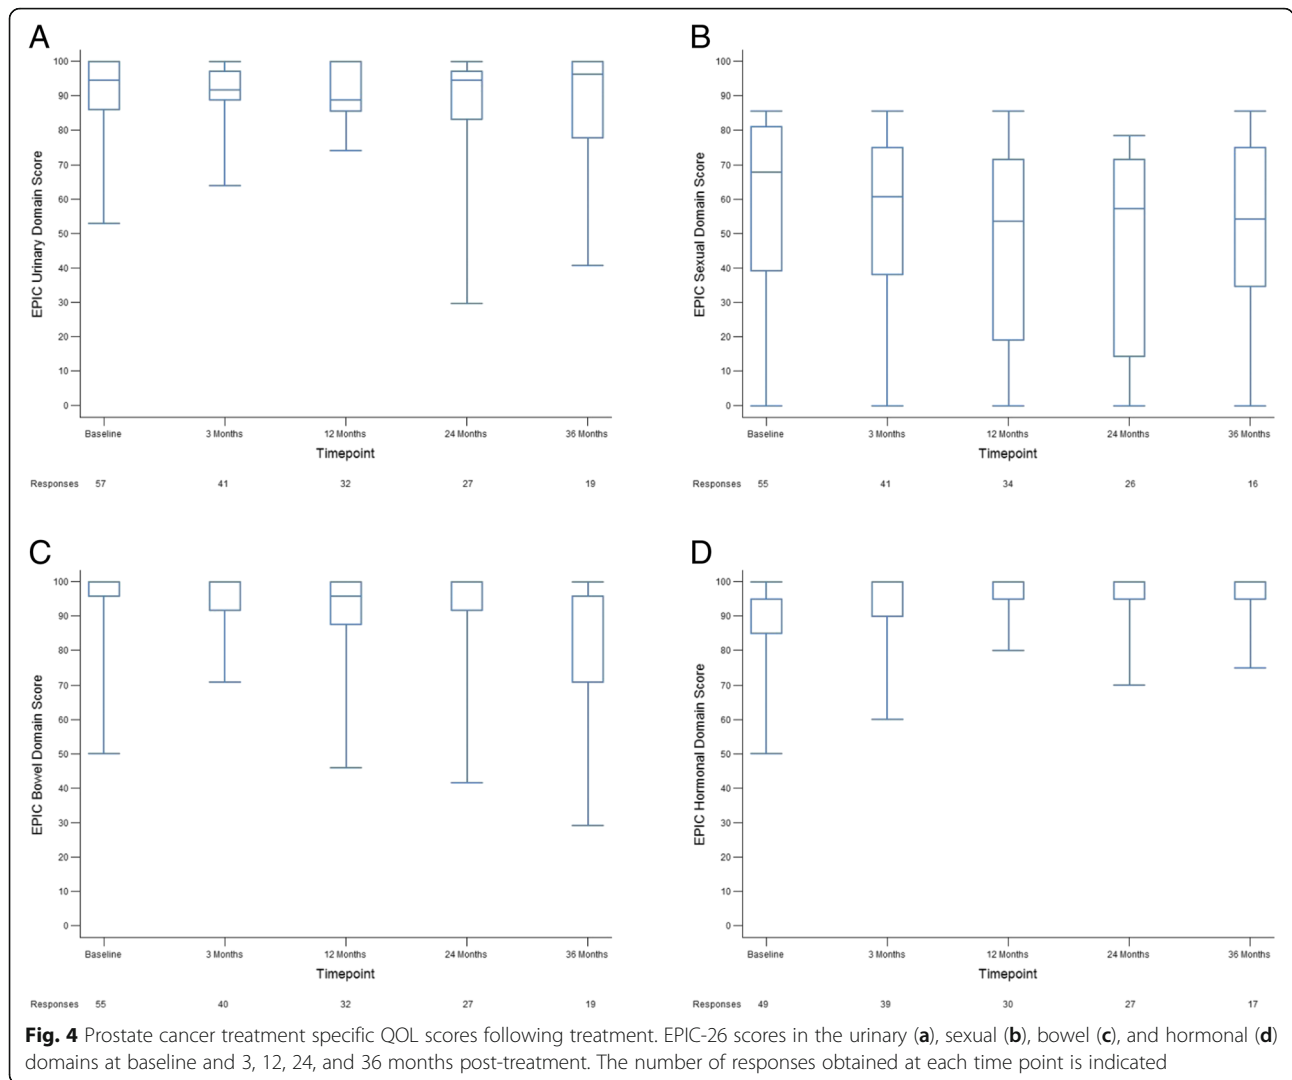 A
EPIC Urinary Domain Score
100
90
80
70
60
50
40
30
20
10
0
Baseline 3 Months 12 Months 24 Months 36 Months
Timepoint
Responses 57 41 32 27 19
B
EPIC Sexual Domain Score
100
90
80
70
60
50
40
30
20
10
0
Baseline 3 Months 12 Months 24 Months 36 Months
Timepoint
Responses 55 41 34 26 16
C
EPIC Bowel Domain Score
100
90
80
70
60
50
40
30
20
10
0
Baseline 3 Months 12 Months 24 Months 36 Months
Timepoint
Responses 55 40 32 27 19
D
EPIC Hormonal Domain Score
100
90
80
70
60
50
40
30
20
10
0
Baseline 3 Months 12 Months 24 Months 36 Months
Timepoint
Responses 49 39 30 27 17
Fig. 4 Prostate cancer treatment specific QOL scores following treatment. EPIC-26 scores in the urinary (a), sexual (b), bowel (c), and hormonal (d)
domains at baseline and 3, 12, 24, and 36 months post-treatment. The number of responses obtained at each time point is indicated